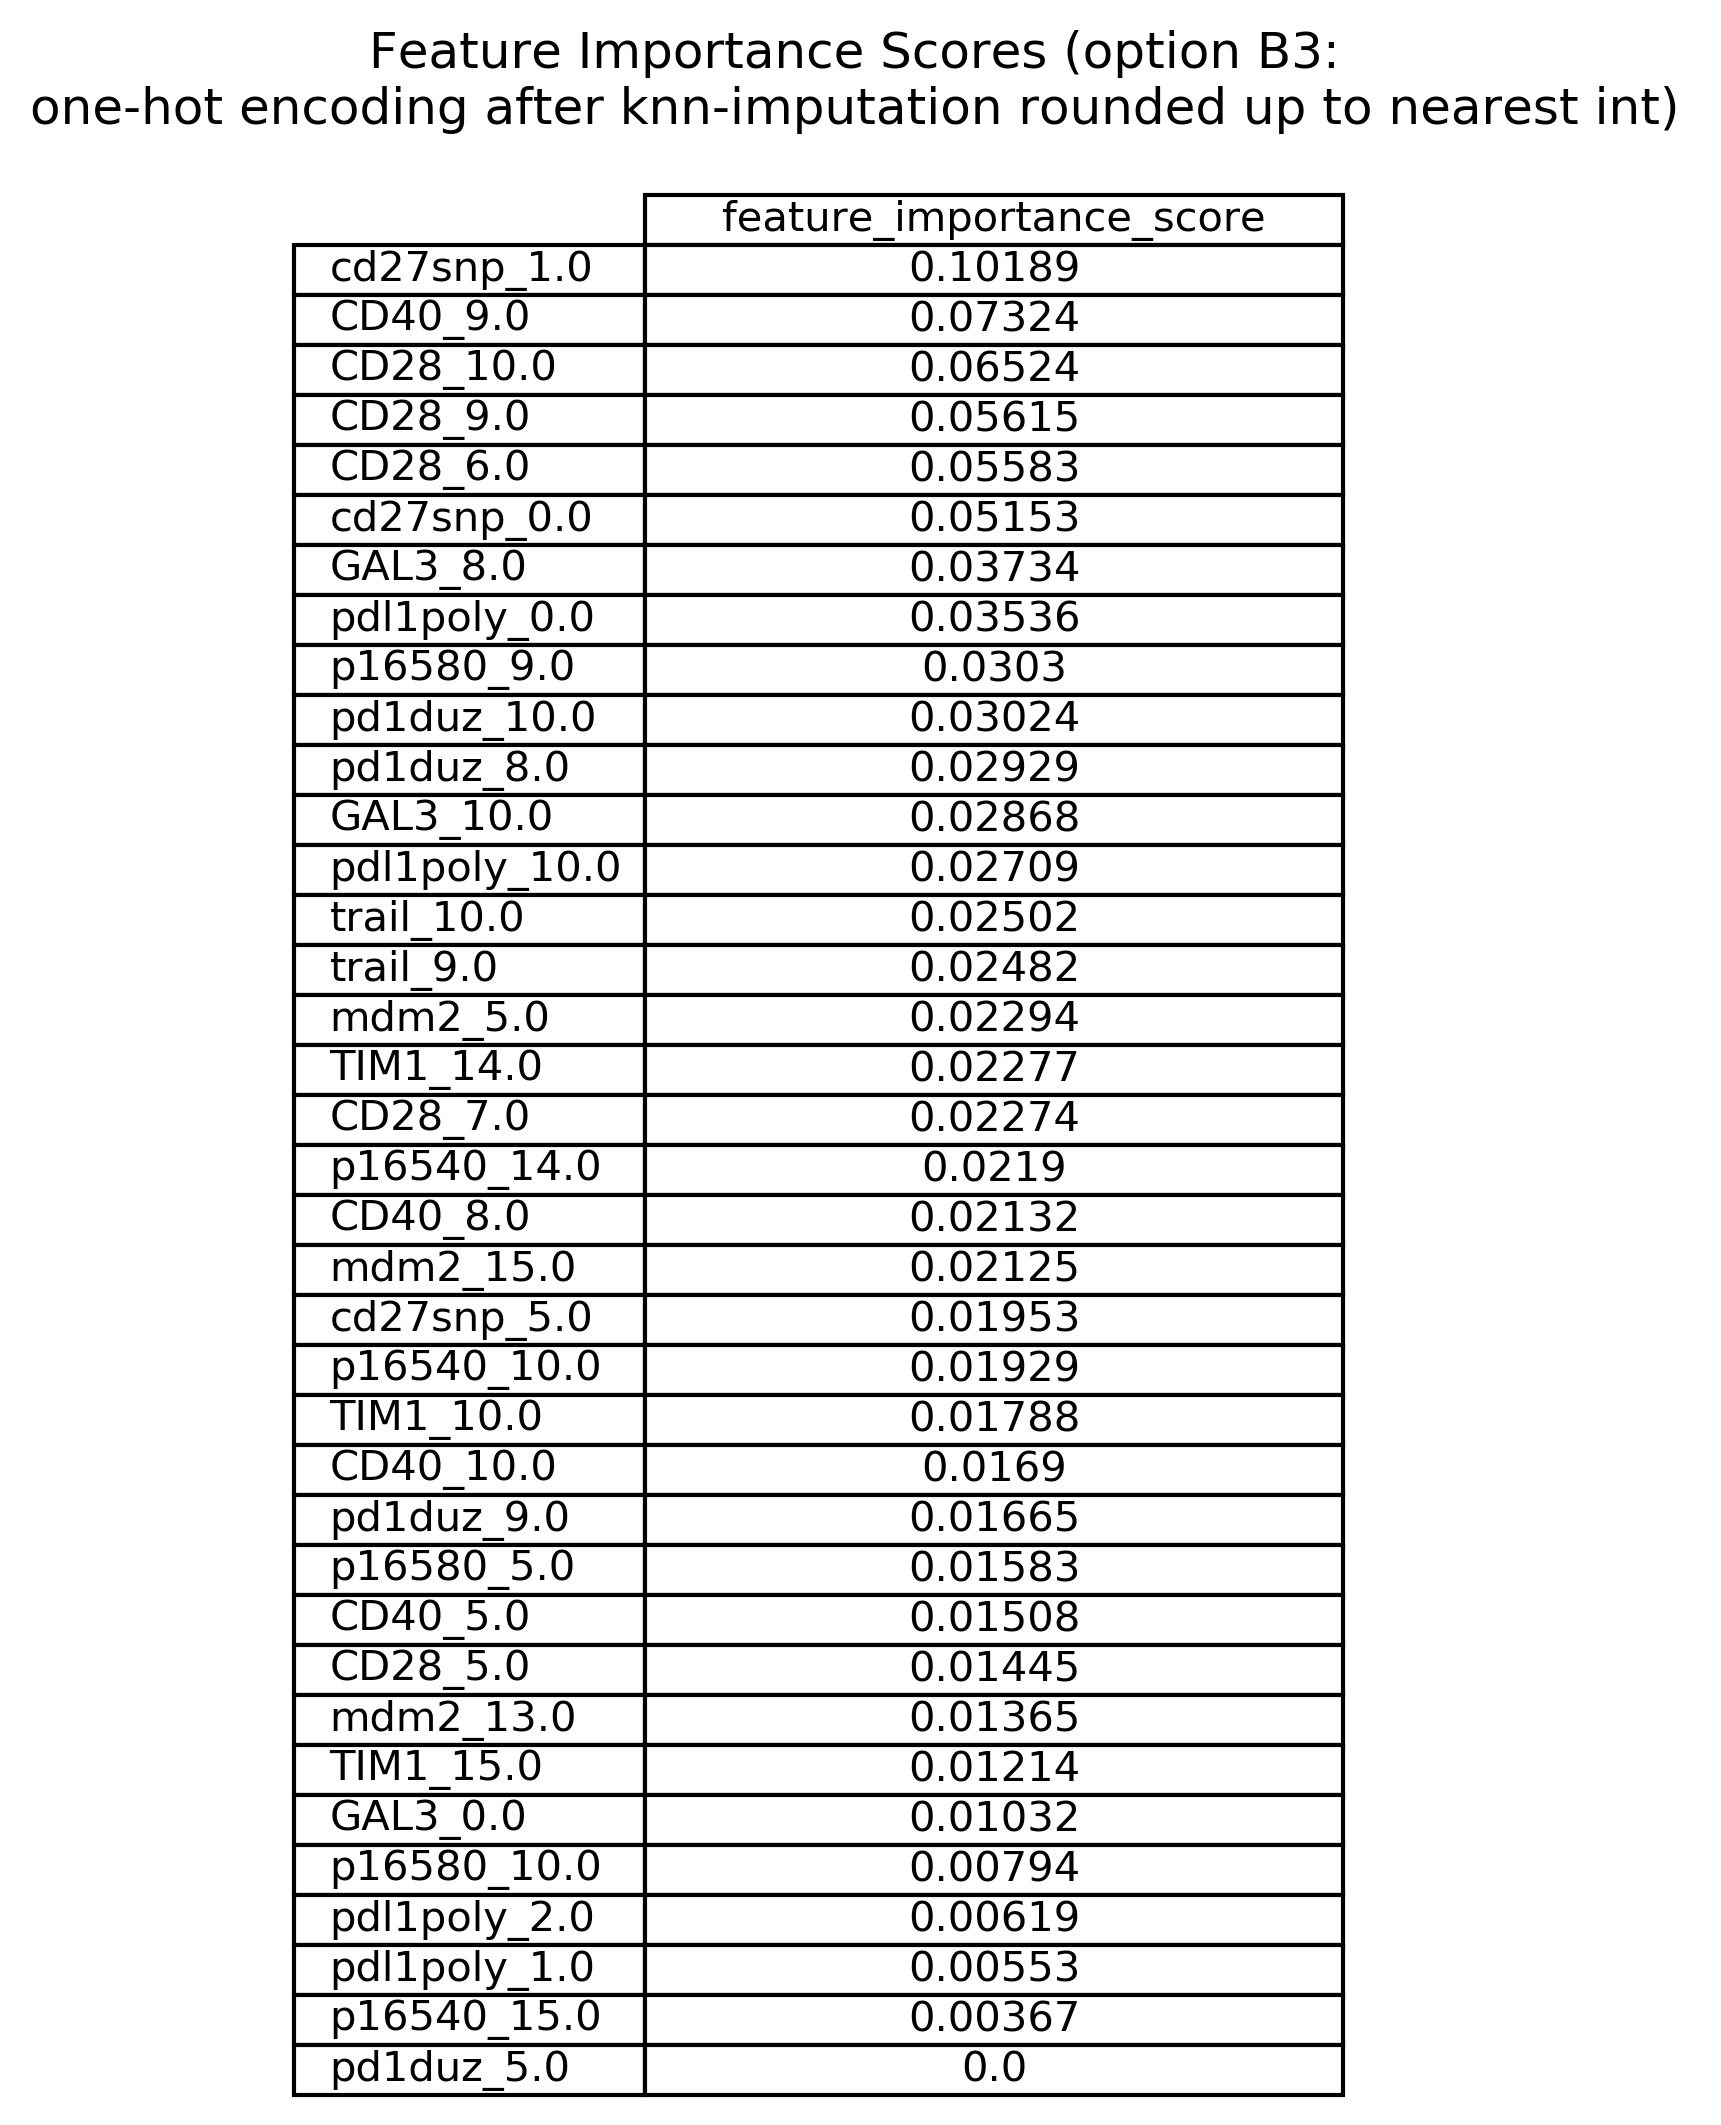 Feature Importance Scores (option B3:
one-hot encoding after knn-imputation rounded up to nearest int)
feature_importance_score
cd27snp_1.0 0.10189
CD40_9.0 0.07324
CD28_10.0 0.06524
CD28_9.0 0.05615
CD28_6.0 0.05583
cd27snp_0.0 0.05153
GAL3_8.0 0.03734
pdl1poly_0.0 0.03536
p16580_9.0 0.0303
pd1duz_10.0 0.03024
pd1duz_8.0 0.02929
GAL3_10.0 0.02868
pdl1poly_10.0 0.02709
trail_10.0 0.02502
trail_9.0 0.02482
mdm2_5.0 0.02294
TIM1_14.0 0.02277
CD28_7.0 0.02274
p16540_14.0 0.0219
CD40_8.0 0.02132
mdm2_15.0 0.02125
cd27snp_5.0 0.01953
p16540_10.0 0.01929
TIM1_10.0 0.01788
CD40_10.0 0.0169
pd1duz_9.0 0.01665
p16580_5.0 0.01583
CD40_5.0 0.01508
CD28_5.0 0.01445
mdm2_13.0 0.01365
TIM1_15.0 0.01214
GAL3_0.0 0.01032
p16580_10.0 0.00794
pdl1poly_2.0 0.00619
pdl1poly_1.0 0.00553
p16540_15.0 0.00367
pd1duz_5.0 0.0